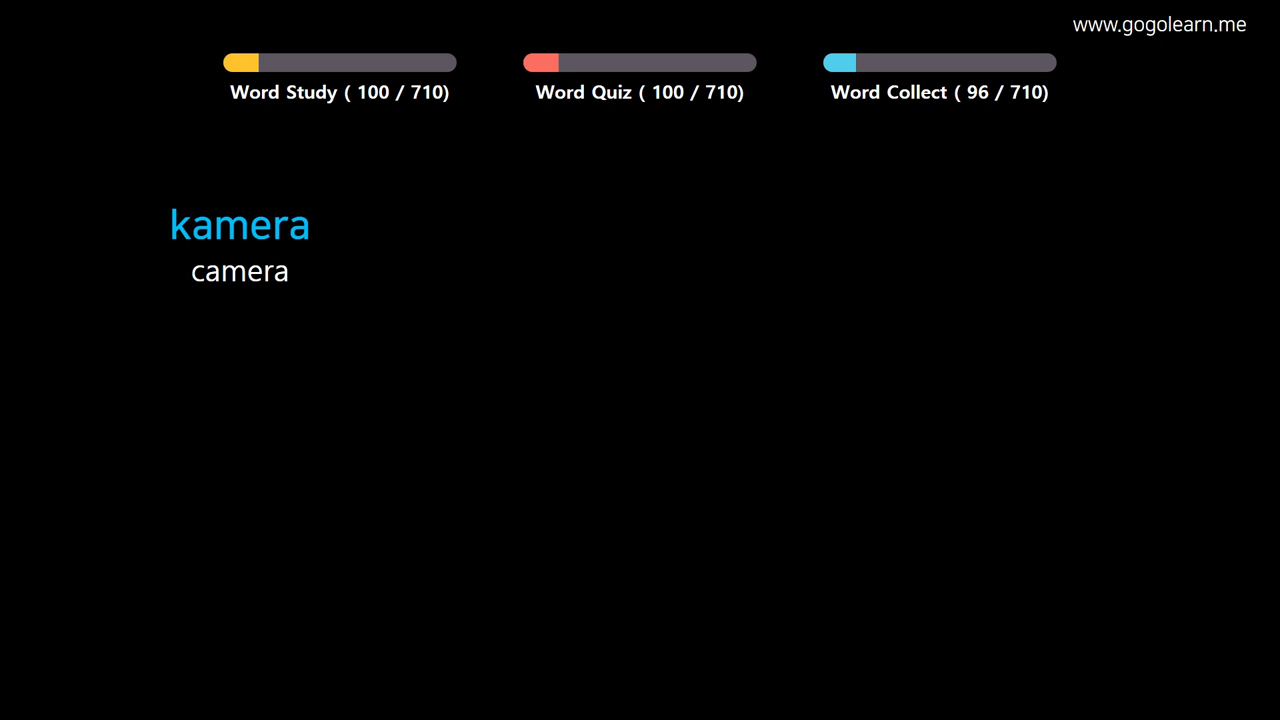 www.gogolearn.me
Word Study ( 100 / 710)
Word Quiz ( 100 / 710)
Word Collect ( 96 / 710)
kamera
camera